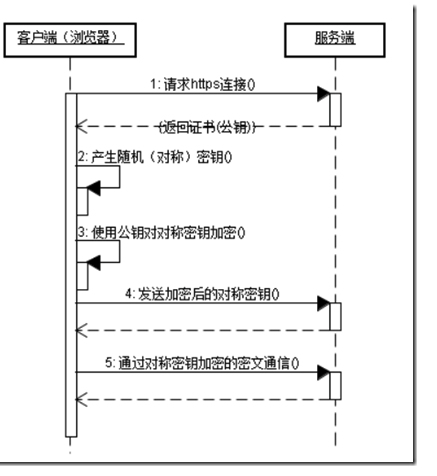 客户端（浏览器）
服务端
1: 请求https连接()
(返回证书(公钥))
2: 产生随机（对称）密钥()
3: 使用公钥对对称密钥加密()
4: 发送加密后的对称密钥()
5: 通过对称密钥加密的密文通信()